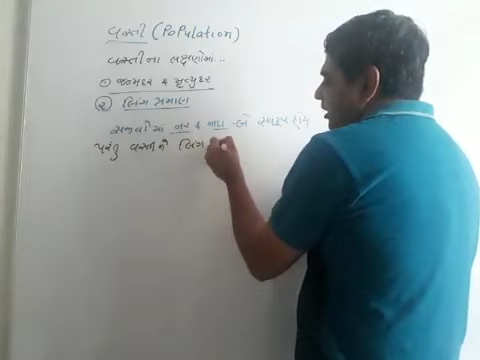 વસ્તી (Population)
વસ્તીના લક્ષણોમાં...
① જન્મદર & મૃત્યુદર
② લિંગ પ્રમાણ
સજીવોમાં નર & માદા બે સ્વરૂપ હોય
પરંતુ વસ્તીને લિંગ